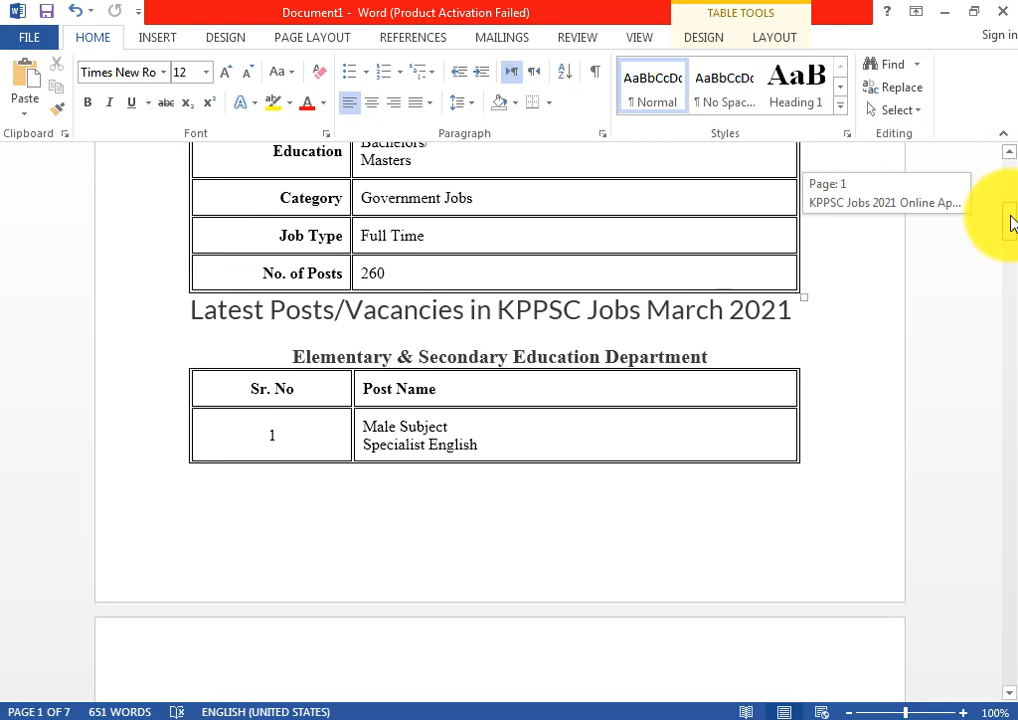 Document1 - Word (Product Activation Failed)
TABLE TOOLS
?
FILE
HOME
INSERT
DESIGN
PAGE LAYOUT
REFERENCES
MAILINGS
REVIEW
VIEW
DESIGN
LAYOUT
Sign in
Paste
Clipboard
Times New Ro
12
A A Aa
B I U abc x₂ x²
A A
Font
Paragraph
AaBbCcDc
¶ Normal
AaBbCcDc
¶ No Spac...
AaB
Heading 1
Styles
Find
Replace
Select
Editing
Education
Bachelors
Masters
Category
Government Jobs
Job Type
Full Time
No. of Posts
260
Page: 1
KPPSC Jobs 2021 Online Ap...
Latest Posts/Vacancies in KPPSC Jobs March 2021
Elementary & Secondary Education Department
Sr. No
Post Name
1
Male Subject
Specialist English
PAGE 1 OF 7
651 WORDS
ENGLISH (UNITED STATES)
100%